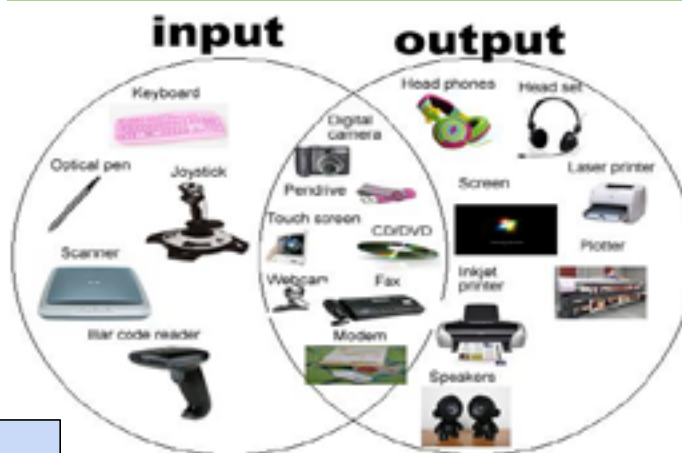 input
output
Keyboard
Optical pen
Joystick
Scanner
Bar code reader
Digital
camera
Pendrive
Touch screen
CD/DVD
Webcam
Fax
Modem
Head phones
Head set
Laser printer
Screen
Plotter
Inkjet
printer
Speakers